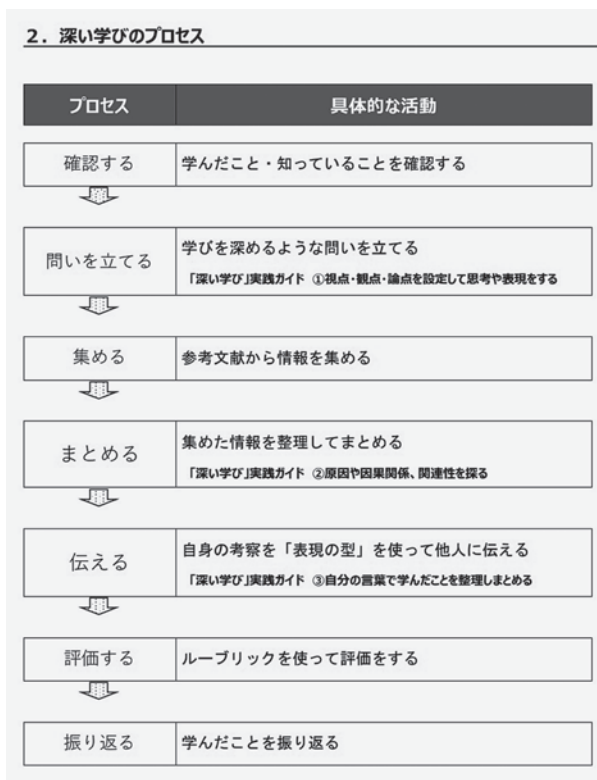 2．深い学びのプロセス
プロセス
具体的な活動
確認する
学んだこと・知っていることを確認する
問いを立てる
学びを深めるような問いを立てる
「深い学び」実践ガイド ①視点・観点・論点を設定して思考や表現をする
集める
参考文献から情報を集める
まとめる
集めた情報を整理してまとめる
「深い学び」実践ガイド ②原因や因果関係、関連性を探る
伝える
自身の考察を「表現の型」を使って他人に伝える
「深い学び」実践ガイド ③自分の言葉で学んだことを整理しまとめる
評価する
ルーブリックを使って評価をする
振り返る
学んだことを振り返る